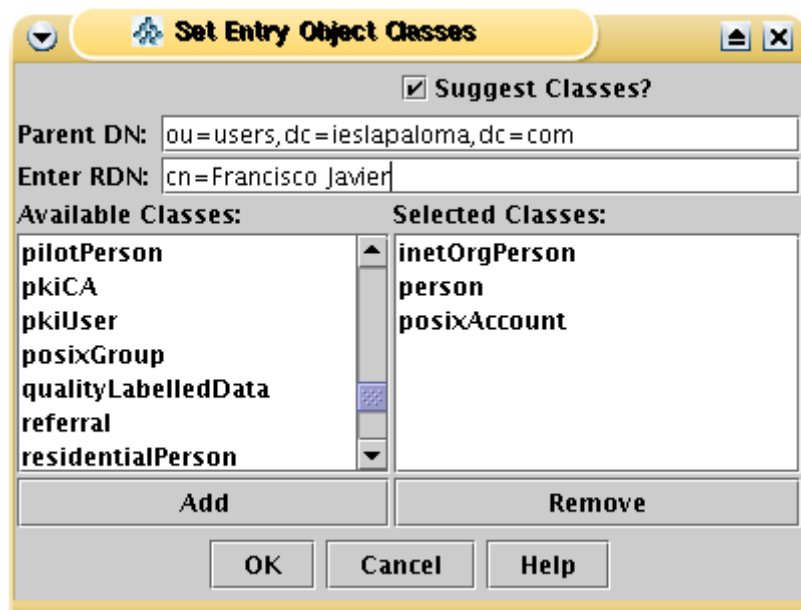 Set Entry Object Classes
Suggest Classes?
Parent DN: ou=users,dc=ieslapaloma,dc=com
Enter RDN: cn=Francisco Javier
Available Classes: Selected Classes:
pilotPerson inetOrgPerson
pkiCA person
pkiUser posixAccount
posixGroup
qualityLabelledData
referral
residentialPerson
Add Remove
OK Cancel Help